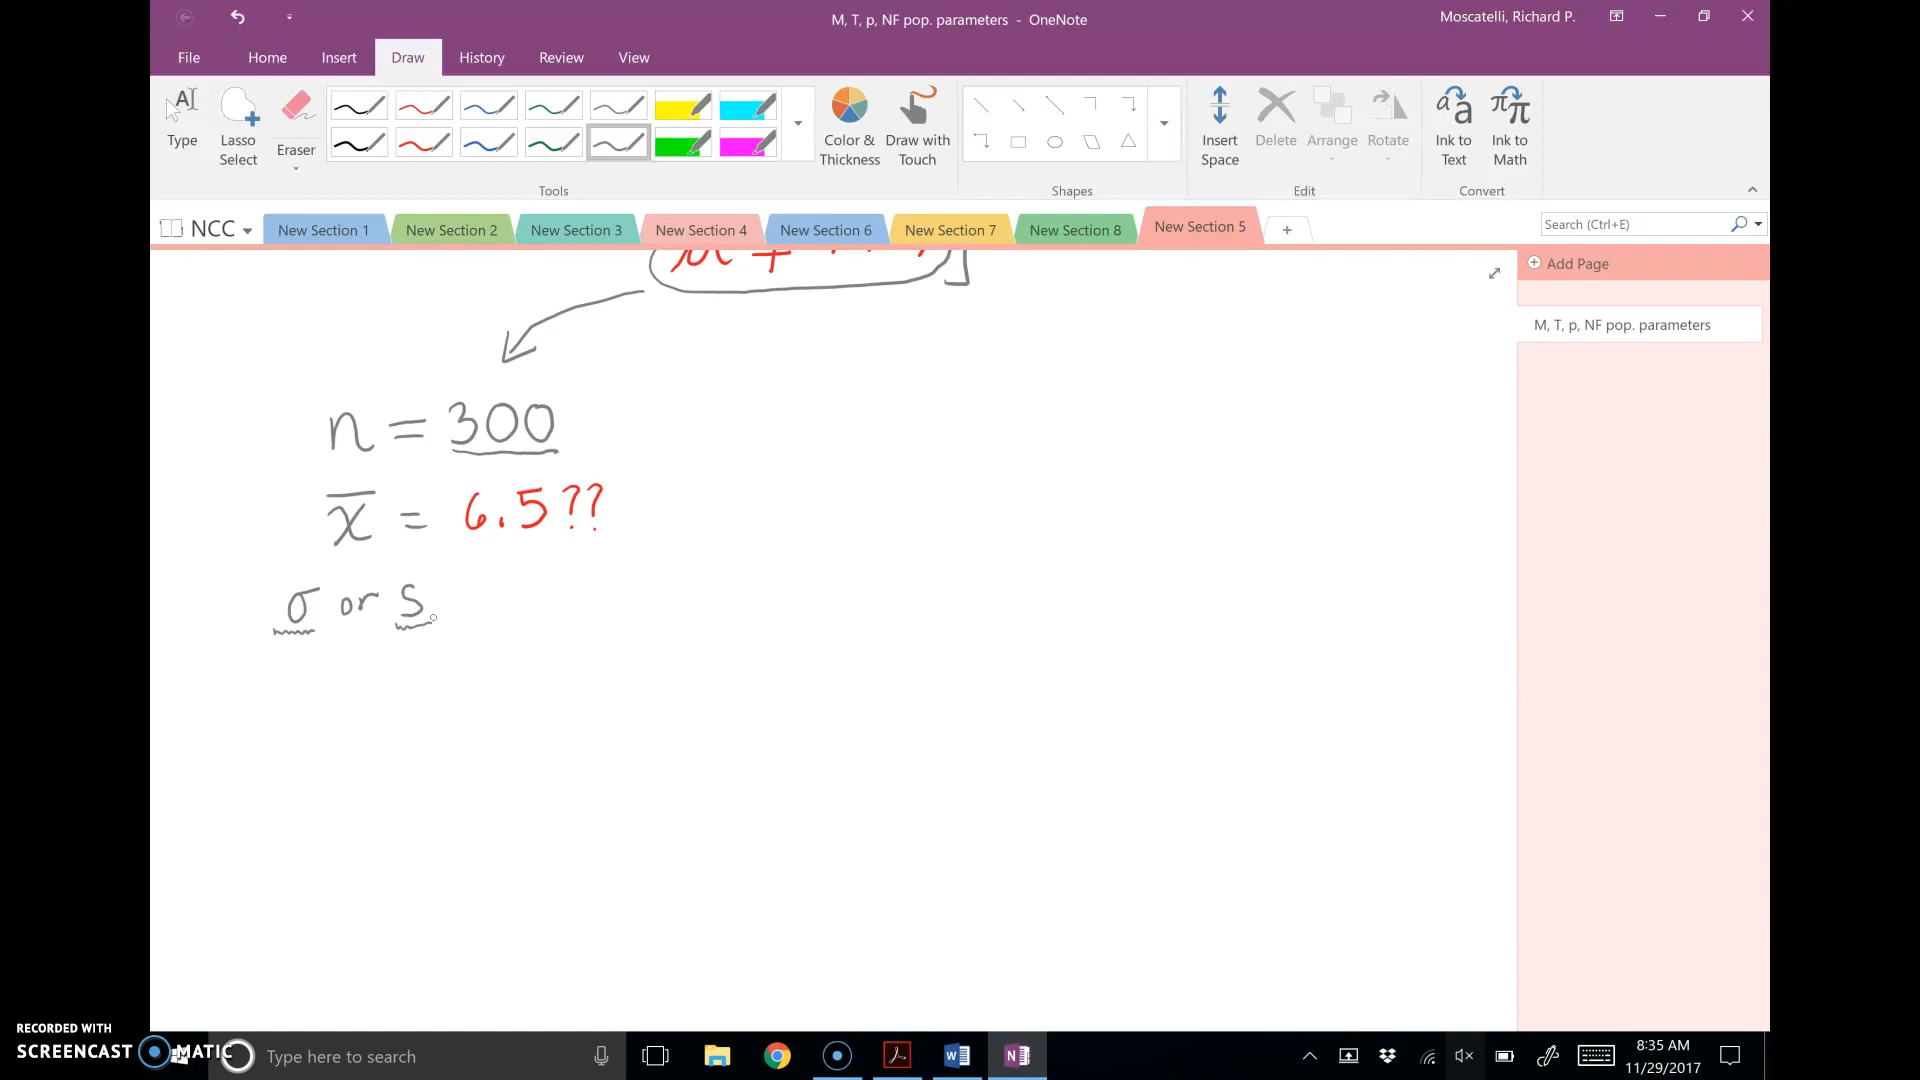 M, T, p, NF pop. parameters - OneNote
Moscatelli, Richard P.
File Home Insert Draw History Review View
Type
Lasso Select
Eraser
Color & Thickness
Draw with Touch
Insert Space
Delete
Arrange
Rotate
Ink to Text
Ink to Math
Tools
Shapes
Edit
Convert
NCC
New Section 1
New Section 2
New Section 3
New Section 4
New Section 6
New Section 7
New Section 8
New Section 5
Search (Ctrl+E)
Add Page
M, T, p, NF pop. parameters
n = 300
x̅ = 6.5??
σ or s
RECORDED WITH
SCREENCAST MATIC
Type here to search
8:35 AM
11/29/2017